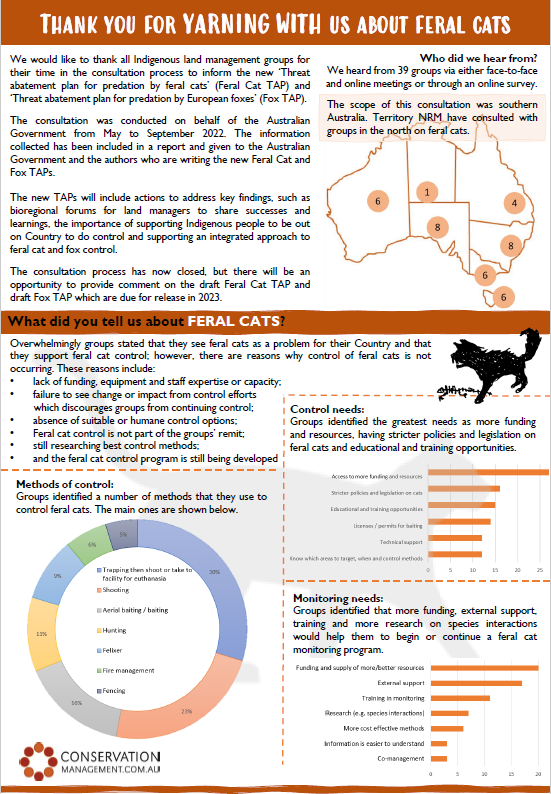 THANK YOU FOR YARNING WITH US ABOUT FERAL CATS
We would like to thank all Indigenous land management groups for
their time in the consultation process to inform the new 'Threat
abatement plan for predation by feral cats' (Feral Cat TAP) and
'Threat abatement plan for predation by European foxes' (Fox TAP).
The consultation was conducted on behalf of the Australian
Government from May to September 2022. The information
collected has been included in a report and given to the Australian
Government and the authors who are writing the new Feral Cat and
Fox TAPs.
The new TAPs will include actions to address key findings, such as
bioregional forums for land managers to share successes and
learnings, the importance of supporting Indigenous people to be out
on Country to do control and supporting an integrated approach to
feral cat and fox control.
The consultation process has now closed, but there will be an
opportunity to provide comment on the draft Feral Cat TAP and
draft Fox TAP which are due for release in 2023.
Who did we hear from?
We heard from 39 groups via either face-to-face
and online meetings or through an online survey.
The scope of this consultation was southern
Australia. Territory NRM have consulted with
groups in the north on feral cats.
6
1
4
8
8
6
6
What did you tell us about FERAL CATS?
Overwhelmingly groups stated that they see feral cats as a problem for their Country and that
they support feral cat control; however, there are reasons why control of feral cats is not
occurring. These reasons include:
• lack of funding, equipment and staff expertise or capacity;
• failure to see change or impact from control efforts
which discourages groups from continuing control;
• absence of suitable or humane control options;
• Feral cat control is not part of the groups' remit;
• still researching best control methods;
• and the feral cat control program is still being developed
Methods of control:
Groups identified a number of methods that they use to
control feral cats. The main ones are shown below.
5%
6%
9%
13%
16%
23%
30%
Trapping them shoot or take to
facility for euthanasia
Shooting
Aerial baiting / baiting
Hunting
Felixer
Fire management
Fencing
CONSERVATION
MANAGEMENT.COM.AU
Control needs:
Groups identified the greatest needs as more funding
and resources, having stricter policies and legislation on
feral cats and educational and training opportunities.
Access to more funding and resources
Stricter policies and legislation on cats
Educational and training opportunities
Licenses / permits for baiting
Technical support
Know which areas to target, when and control methods
0 5 10 15 20 25
Monitoring needs:
Groups identified that more funding, external support,
training and more research on species interactions
would help them to begin or continue a feral cat
monitoring program.
Funding and supply of more/better resources
External support
Training in monitoring
Research (e.g. species interactions)
More cost effective methods
Information is easier to understand
Co-management
0 5 10 15 20